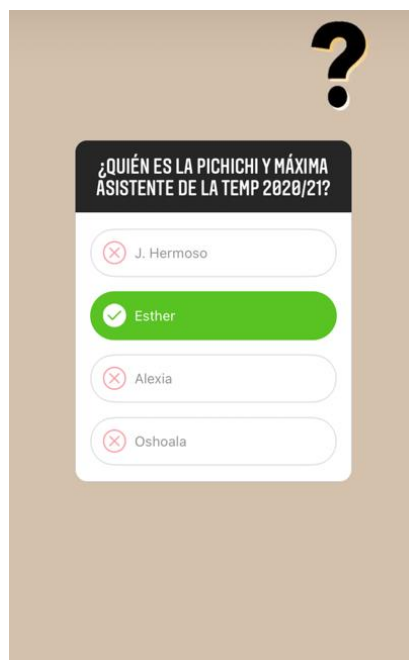 ?
¿QUIÉN ES LA PICHICHI Y MÁXIMA
ASISTENTE DE LA TEMP 2020/21?
J. Hermoso
Esther
Alexia
Oshoala